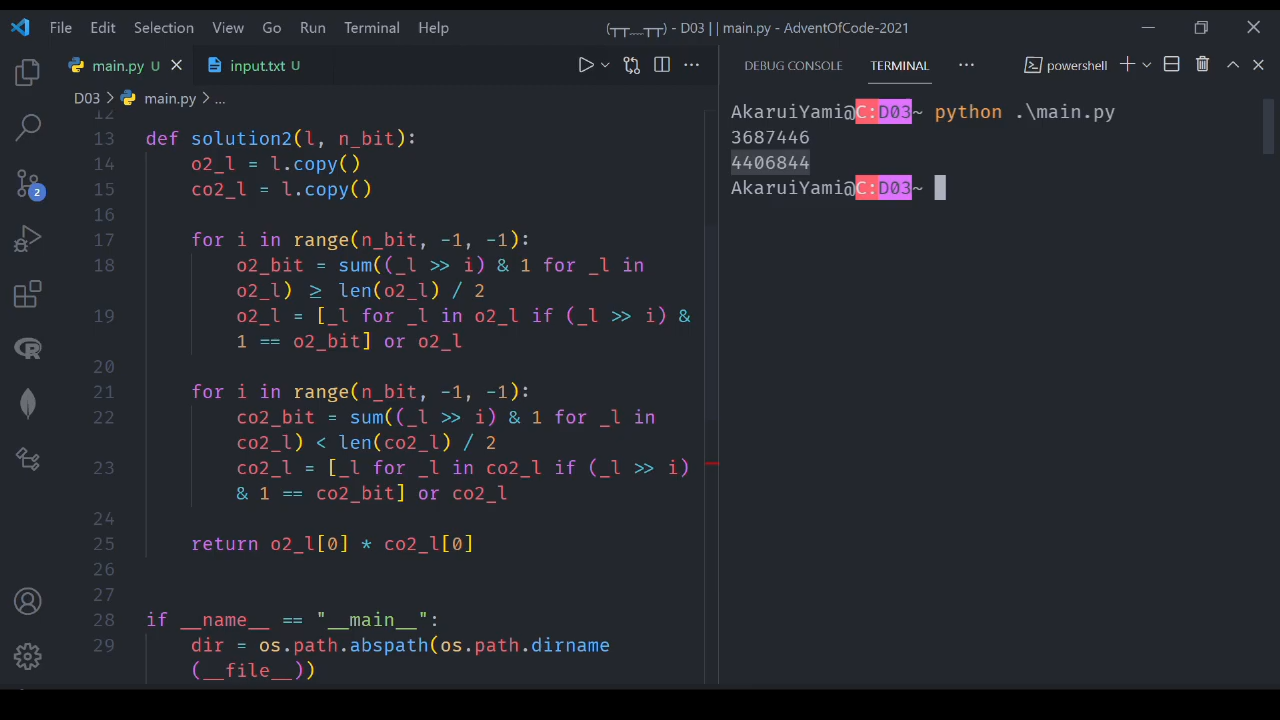 File Edit Selection View Go Run Terminal Help (┬┬﹏┬┬) - D03 || main.py - AdventOfCode-2021
main.py U input.txt U
D03 > main.py > ...
12
13 def solution2(l, n_bit):
14 o2_l = l.copy()
15 co2_l = l.copy()
16
17 for i in range(n_bit, -1, -1):
18 o2_bit = sum((_l >> i) & 1 for _l in
o2_l) ≥ len(o2_l) / 2
19 o2_l = [_l for _l in o2_l if (_l >> i) &
1 == o2_bit] or o2_l
20
21 for i in range(n_bit, -1, -1):
22 co2_bit = sum((_l >> i) & 1 for _l in
co2_l) < len(co2_l) / 2
23 co2_l = [_l for _l in co2_l if (_l >> i)
& 1 == co2_bit] or co2_l
24
25 return o2_l[0] * co2_l[0]
26
27
28 if __name__ == "__main__":
29 dir = os.path.abspath(os.path.dirname
(__file__))
2
DEBUG CONSOLE TERMINAL ... powershell
AkaruiYami@C:D03~ python .\main.py
3687446
4406844
AkaruiYami@C:D03~